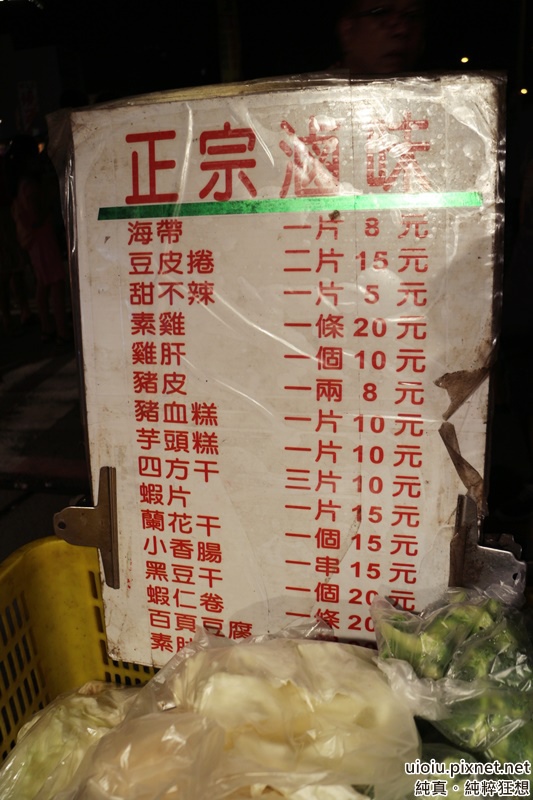 正宗滷味
海帶 一片 8 元
豆皮捲 二片 15 元
甜不辣 一片 5 元
素雞 一條 20 元
雞肝 一個 10 元
豬皮 一兩 8 元
豬血糕 一片 10 元
芋頭糕 一片 10 元
四方干 三片 10 元
蝦片 一片 15 元
蘭花干 一個 15 元
小香腸 一串 15 元
黑豆干 一個 20 元
蝦仁卷 一條 20
百頁豆腐
素
uioiu.pixnet.net
純真·純粹狂想